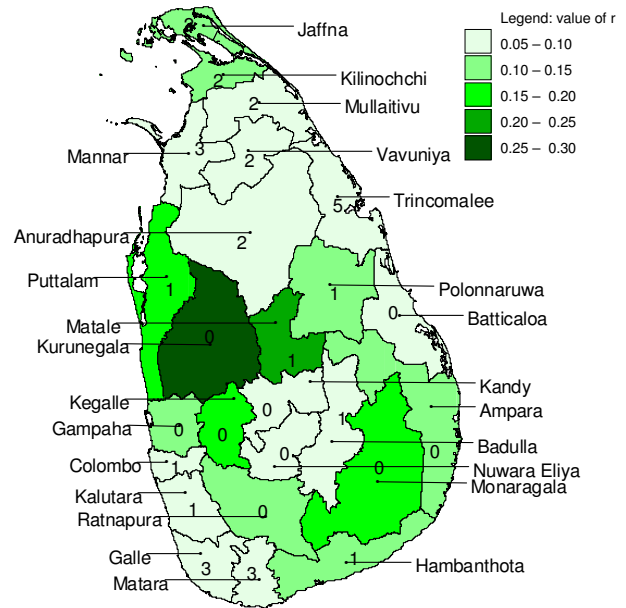 Legend: value of r
0.05 – 0.10
0.10 – 0.15
0.15 – 0.20
0.20 – 0.25
0.25 – 0.30
2 Jaffna
2 Kilinochchi
2 Mullaitivu
Mannar 3
2 Vavuniya
5 Trincomalee
Anuradhapura 2
Puttalam 1
1 Polonnaruwa
0 Batticaloa
Matale 1
Kurunegala 0
0 Kandy
Kegalle 0
0 Ampara
Gampaha 0
1 Badulla
0 Nuwara Eliya
Colombo 1
0 Monaragala
Kalutara 1
Ratnapura 0
Galle 3
1 Hambanthota
Matara 3